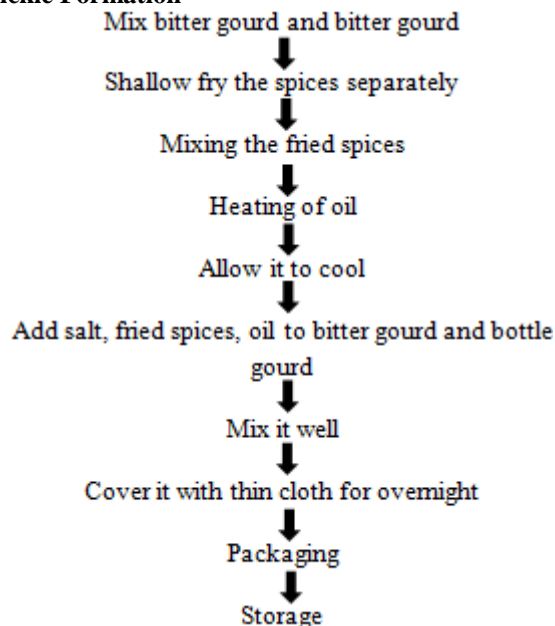 Formation
Mix bitter gourd and bitter gourd
Shallow fry the spices separately
Mixing the fried spices
Heating of oil
Allow it to cool
Add salt, fried spices, oil to bitter gourd and bottle
gourd
Mix it well
Cover it with thin cloth for overnight
Packaging
Storage